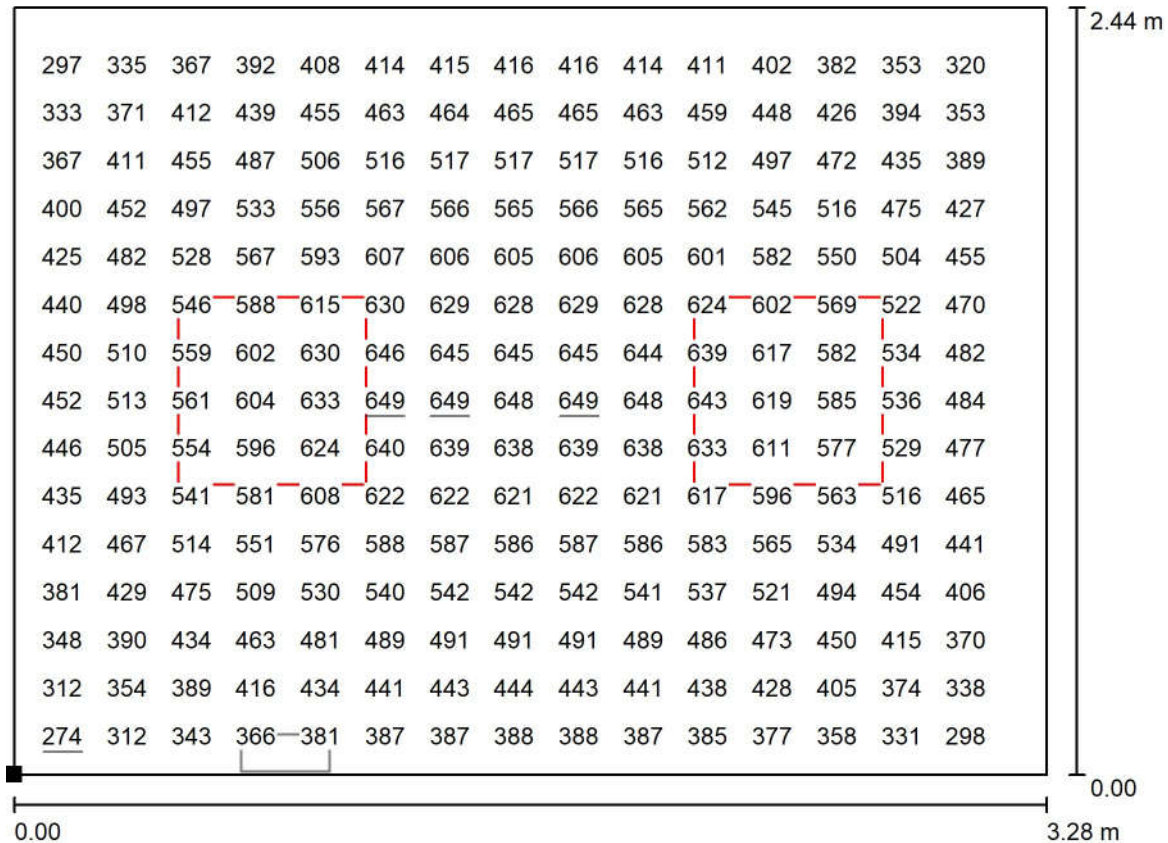 2.44 m
297 335 367 392 408 414 415 416 416 414 411 402 382 353 320
333 371 412 439 455 463 464 465 465 463 459 448 426 394 353
367 411 455 487 506 516 517 517 517 516 512 497 472 435 389
400 452 497 533 556 567 566 565 566 565 562 545 516 475 427
425 482 528 567 593 607 606 605 606 605 601 582 550 504 455
440 498 546 588 615 630 629 628 629 628 624 602 569 522 470
450 510 559 602 630 646 645 645 645 644 639 617 582 534 482
452 513 561 604 633 649 649 648 649 648 643 619 585 536 484
446 505 554 596 624 640 639 638 639 638 633 611 577 529 477
435 493 541 581 608 622 622 621 622 621 617 596 563 516 465
412 467 514 551 576 588 587 586 587 586 583 565 534 491 441
381 429 475 509 530 540 542 542 542 541 537 521 494 454 406
348 390 434 463 481 489 491 491 491 489 486 473 450 415 370
312 354 389 416 434 441 443 444 443 441 438 428 405 374 338
274 312 343 366 381 387 387 388 388 387 385 377 358 331 298
0.00
0.00 3.28 m